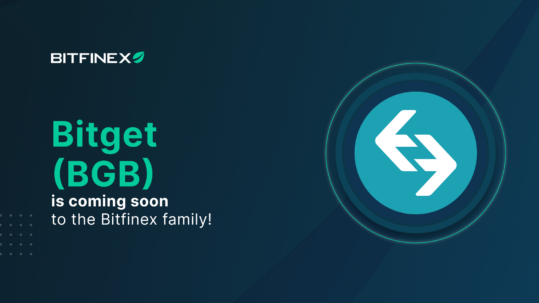 BITFINEX
Bitget
(BGB)
is coming soon
to the Bitfinex family!